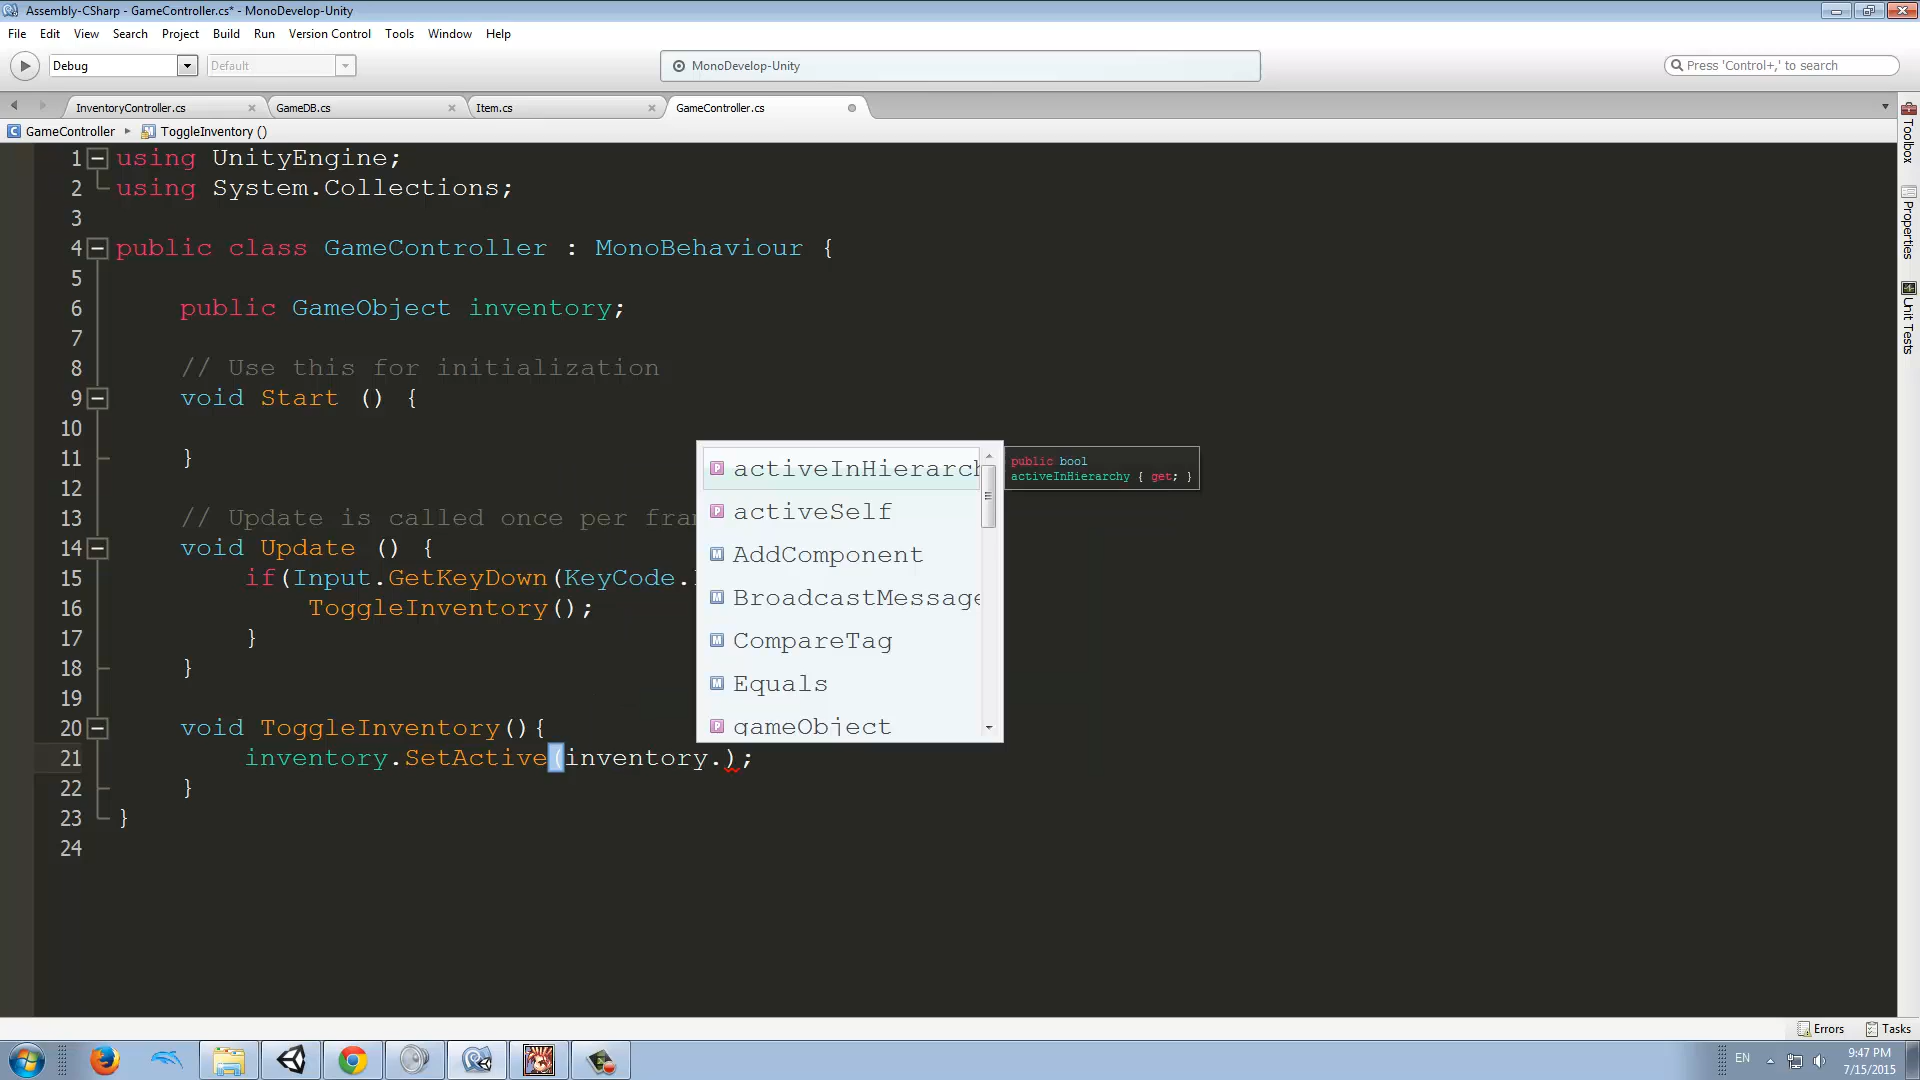 Assembly-CSharp - GameController.cs* - MonoDevelop-Unity
File Edit View Search Project Build Run Version Control Tools Window Help
Debug Default MonoDevelop-Unity Press 'Control+,' to search
InventoryController.cs GameDB.cs Item.cs GameController.cs
GameController ToggleInventory ()
Toolbox
Properties
Unit Tests
1 using UnityEngine;
2 using System.Collections;
3
4 public class GameController : MonoBehaviour {
5
6 public GameObject inventory;
7
8 // Use this for initialization
9 void Start () {
10
11 }
12
13 // Update is called once per fra
14 void Update () {
15 if(Input.GetKeyDown(KeyCode.
16 ToggleInventory();
17 }
18 }
19
20 void ToggleInventory(){
21 inventory.SetActive(inventory.);
22 }
23 }
24
activeInHierarch
activeSelf
AddComponent
BroadcastMessage
CompareTag
Equals
gameObject
public bool
activeInHierarchy { get; }
Errors Tasks
EN
9:47 PM
7/15/2015